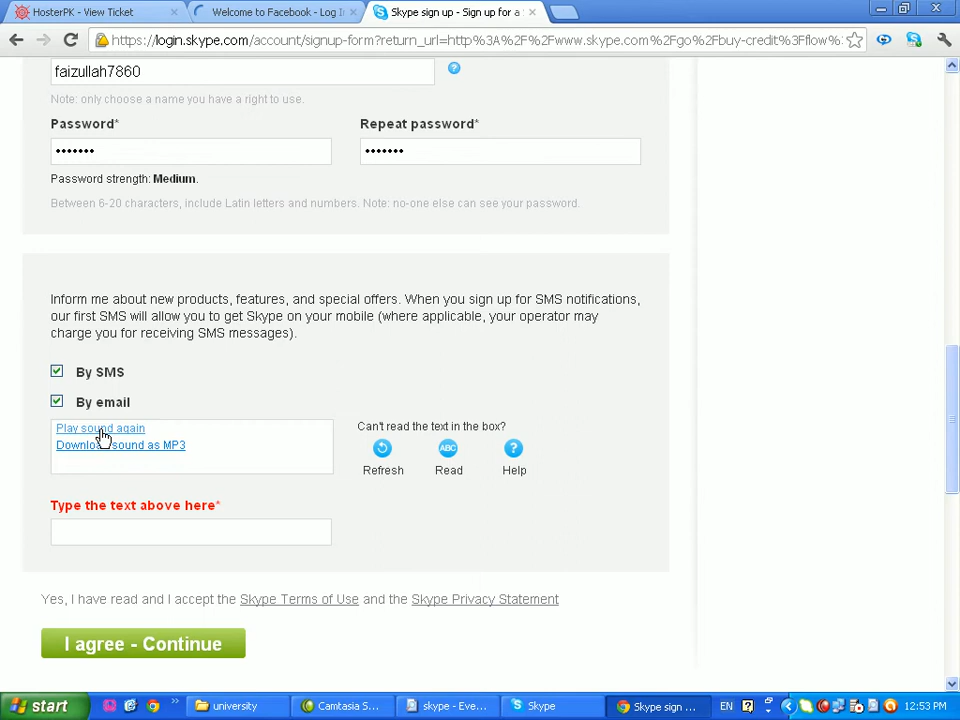 HosterPK - View Ticket
Welcome to Facebook - Log I
Skype sign up - Sign up for a
https://login.skype.com/account/signup-form?return_url=http%3A%2F%2Fwww.skype.com%2Fgo%2Fbuy-credit%3Fflow%
faizullah7860
Note: only choose a name you have a right to use.
Password* Repeat password*
••••••• •••••••
Password strength: Medium.
Between 6-20 characters, include Latin letters and numbers. Note: no-one else can see your password.
Inform me about new products, features, and special offers. When you sign up for SMS notifications,
our first SMS will allow you to get Skype on your mobile (where applicable, your operator may
charge you for receiving SMS messages).
By SMS
By email
Play sound again
Download sound as MP3
Can't read the text in the box?
ABC
Refresh Read Help
Type the text above here*
Yes, I have read and I accept the Skype Terms of Use and the Skype Privacy Statement
I agree - Continue
start university Camtasia S... skype - Eve... Skype Skype sign ... EN 12:53 PM